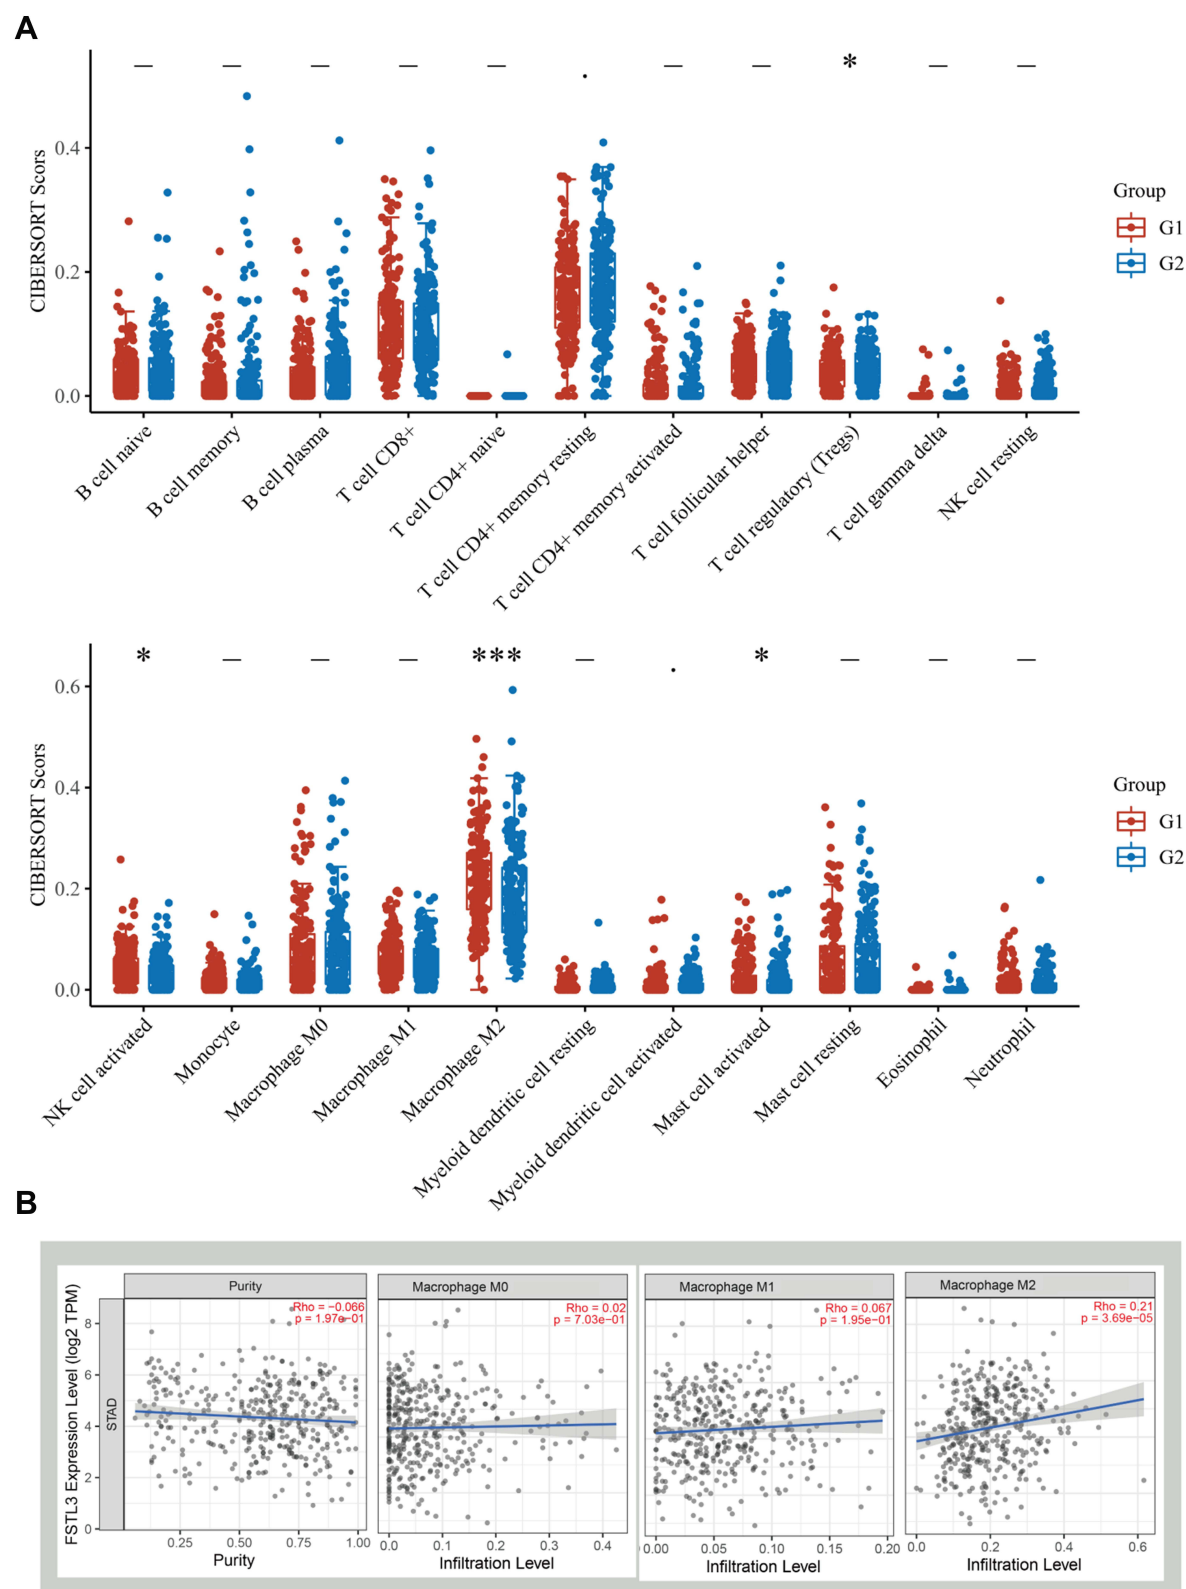 A
— — — — — . — — * — —
CIBERSORT Scors
0.4
0.2
0.0
B cell naive
B cell memory
B cell plasma
T cell CD8+
T cell CD4+ naive
T cell CD4+ memory resting
T cell CD4+ memory activated
T cell follicular helper
T cell regulatory (Tregs)
T cell gamma delta
NK cell resting
Group
G1
G2
* — — — *** — . * — — —
CIBERSORT Scors
0.6
0.4
0.2
0.0
NK cell activated
Monocyte
Macrophage M0
Macrophage M1
Macrophage M2
Myeloid dendritic cell resting
Myeloid dendritic cell activated
Mast cell activated
Mast cell resting
Eosinophil
Neutrophil
Group
G1
G2
B
FSTL3 Expression Level (log2 TPM)
STAD
8
6
4
2
0
Purity
Rho = −0.066
p = 1.97e−01
0.25 0.50 0.75 1.00
Purity
Macrophage M0
Rho = 0.02
p = 7.03e−01
0.0 0.1 0.2 0.3 0.4
Infiltration Level
Macrophage M1
Rho = 0.067
p = 1.95e−01
0.00 0.05 0.10 0.15 0.20
Infiltration Level
Macrophage M2
Rho = 0.21
p = 3.69e−05
0.0 0.2 0.4 0.6
Infiltration Level